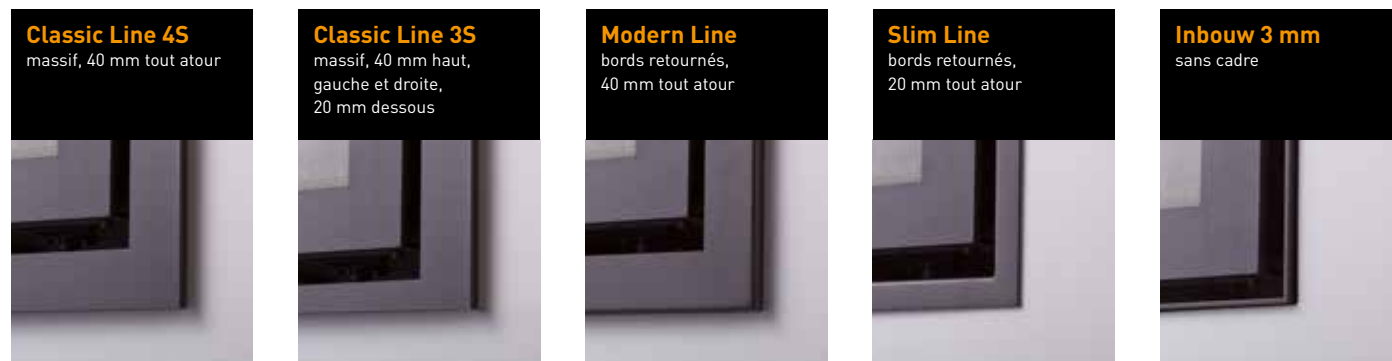 Classic Line 4S
massif, 40 mm tout atour
Classic Line 3S
massif, 40 mm haut,
gauche et droite,
20 mm dessous
Modern Line
bords retournés,
40 mm tout atour
Slim Line
bords retournés,
20 mm tout atour
Inbouw 3 mm
sans cadre